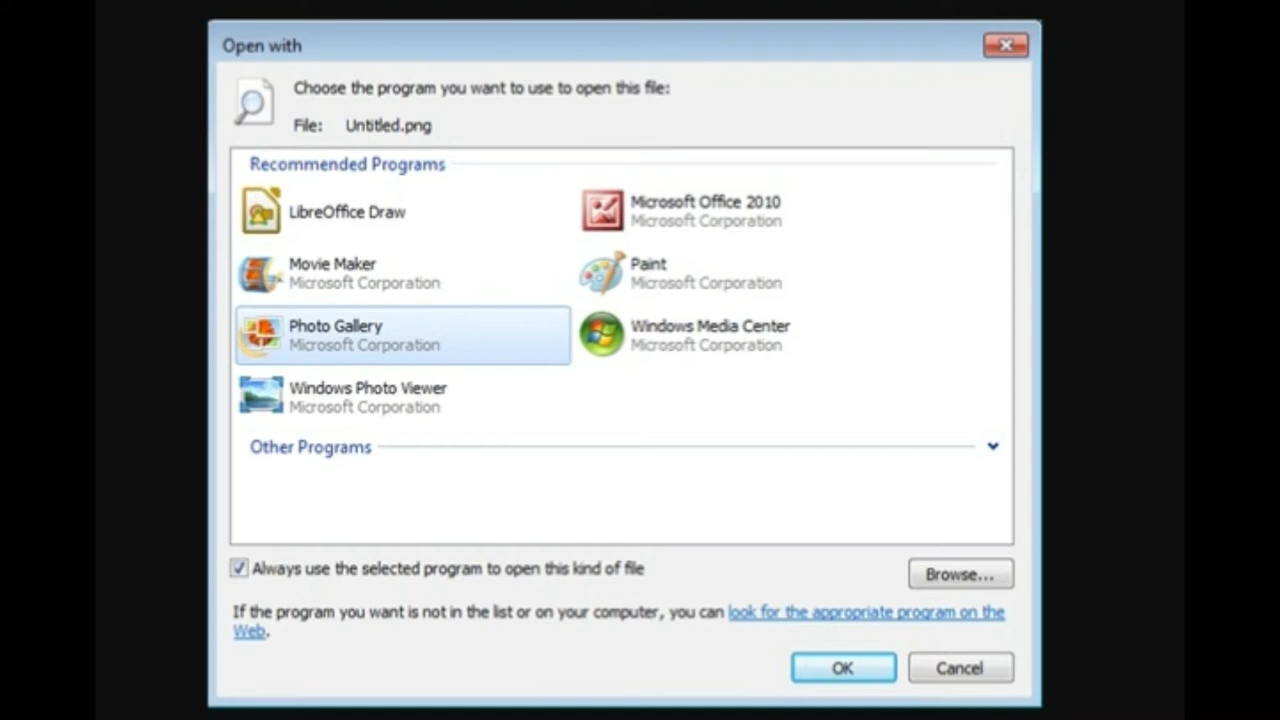 Open with
Choose the program you want to use to open this file:
File: Untitled.png
Recommended Programs
LibreOffice Draw
Microsoft Office 2010
Microsoft Corporation
Movie Maker
Microsoft Corporation
Paint
Microsoft Corporation
Photo Gallery
Microsoft Corporation
Windows Media Center
Microsoft Corporation
Windows Photo Viewer
Microsoft Corporation
Other Programs
Always use the selected program to open this kind of file
Browse...
If the program you want is not in the list or on your computer, you can look for the appropriate program on the
Web.
OK
Cancel